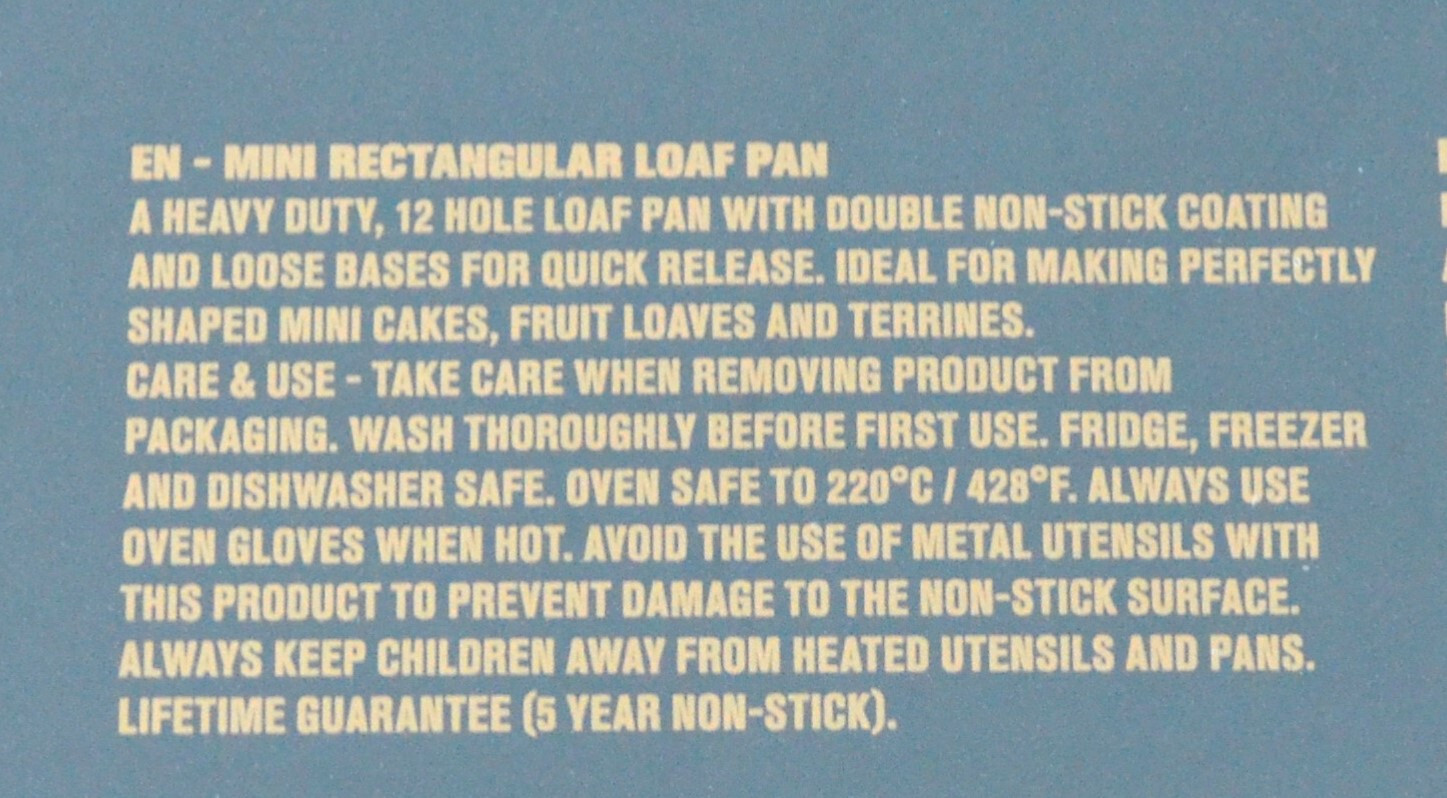 EN - MINI RECTANGULAR LOAF PAN
A HEAVY DUTY, 12 HOLE LOAF PAN WITH DOUBLE NON-STICK COATING
AND LOOSE BASES FOR QUICK RELEASE. IDEAL FOR MAKING PERFECTLY
SHAPED MINI CAKES, FRUIT LOAVES AND TERRINES.
CARE & USE - TAKE CARE WHEN REMOVING PRODUCT FROM
PACKAGING. WASH THOROUGHLY BEFORE FIRST USE. FRIDGE, FREEZER
AND DISHWASHER SAFE. OVEN SAFE TO 220°C / 428°F. ALWAYS USE
OVEN GLOVES WHEN HOT. AVOID THE USE OF METAL UTENSILS WITH
THIS PRODUCT TO PREVENT DAMAGE TO THE NON-STICK SURFACE.
ALWAYS KEEP CHILDREN AWAY FROM HEATED UTENSILS AND PANS.
LIFETIME GUARANTEE (5 YEAR NON-STICK).